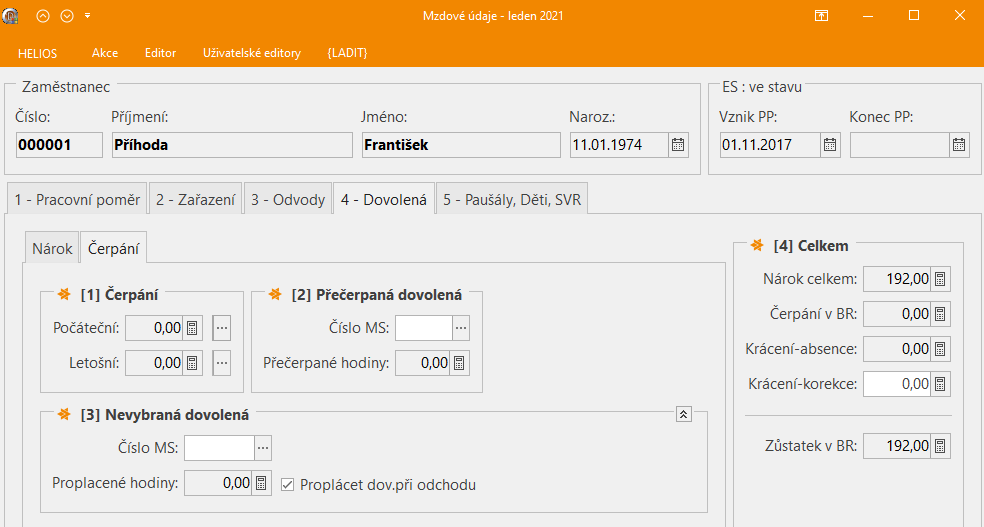 Mzdové údaje - leden 2021
HELIOS Akce Editor Uživatelské editory {LADIT}
Zaměstnanec
Číslo: Příjmení: Jméno: Naroz.:
000001 Příhoda František 11.01.1974
ES : ve stavu
Vznik PP: Konec PP:
01.11.2017
1 - Pracovní poměr 2 - Zařazení 3 - Odvody 4 - Dovolená 5 - Paušály, Děti, SVR
Nárok Čerpání
[1] Čerpání
Počáteční: 0,00 ...
Letošní: 0,00 ...
[2] Přečerpaná dovolená
Číslo MS: ...
Přečerpané hodiny: 0,00
[3] Nevybraná dovolená
Číslo MS: ...
Proplacené hodiny: 0,00 Proplácet dov.při odchodu
[4] Celkem
Nárok celkem: 192,00
Čerpání v BR: 0,00
Krácení-absence: 0,00
Krácení-korekce: 0,00
Zůstatek v BR: 192,00